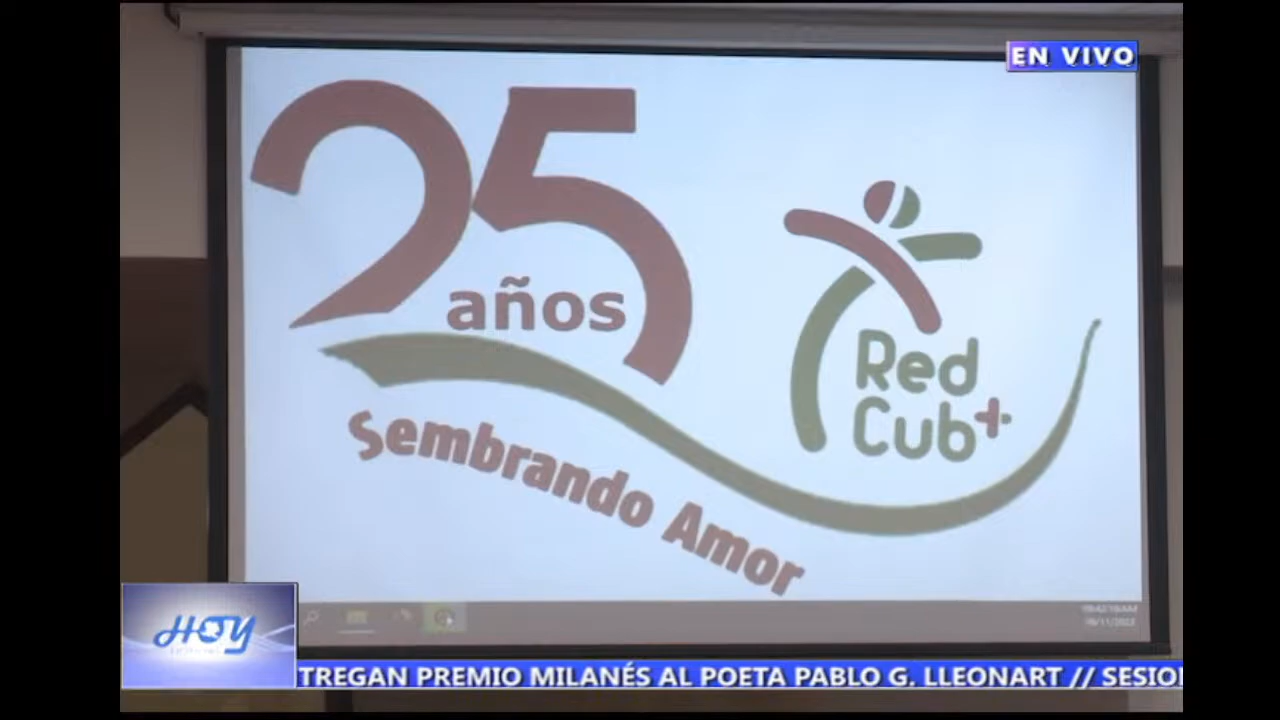 EN VIVO
25
años
Red
Cub+
Sembrando Amor
HOY
TREGAN PREMIO MILANÉS AL POETA PABLO G. LLEONART // SESIO